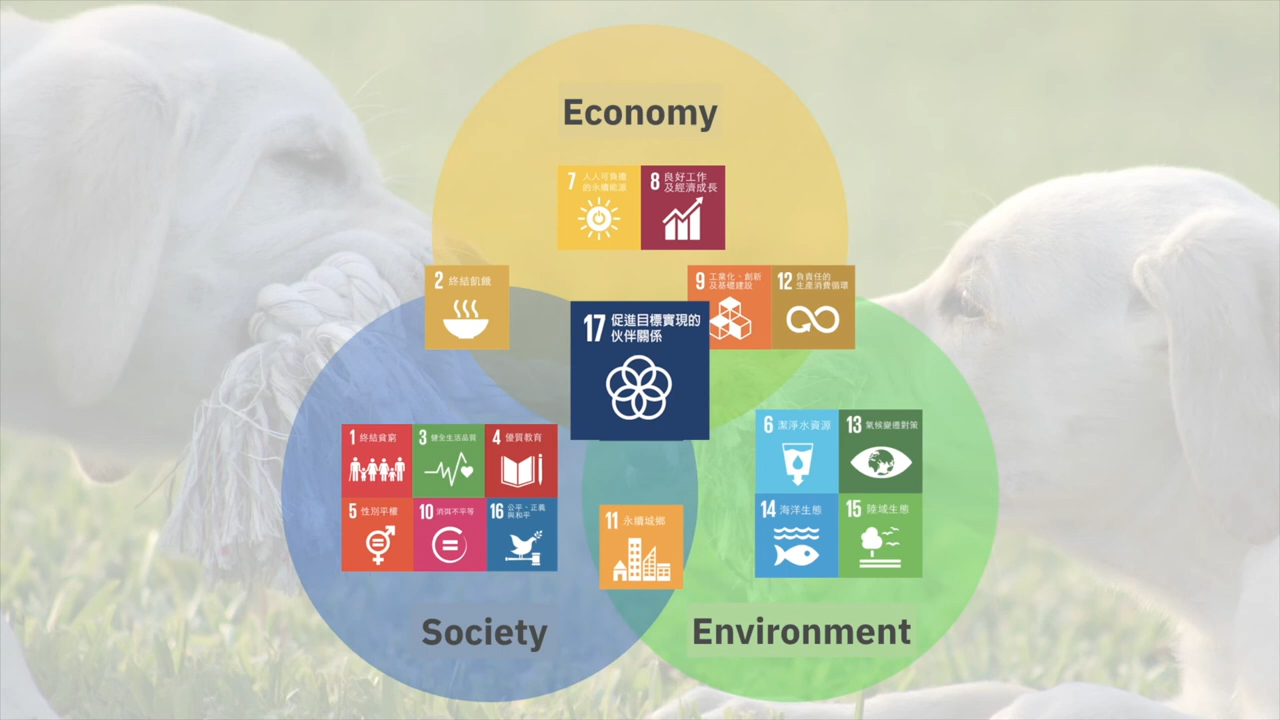 Economy
7 人人可負擔
的永續能源
8 良好工作
及經濟成長
2 終結飢餓
9 工業化、創新
及基礎建設
12 負責任的
生產消費循環
17 促進目標實現的
伙伴關係
1 終結貧窮
3 健全生活品質
4 優質教育
5 性別平權
10 消弭不平等
16 公平、正義
與和平
11 永續城鄉
6 潔淨水資源
13 氣候變遷對策
14 海洋生態
15 陸域生態
Society
Environment